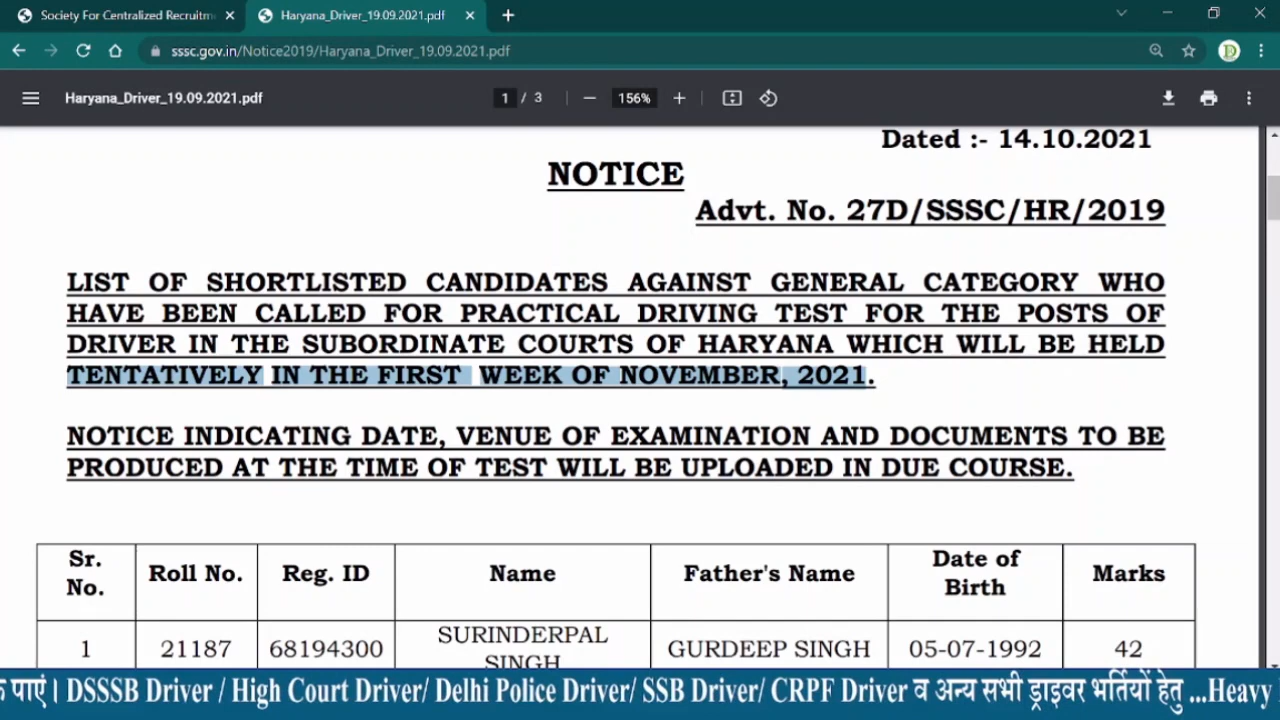 Society For Centralized Recruitm
Haryana_Driver_19.09.2021.pdf
sssc.gov.in/Notice2019/Haryana_Driver_19.09.2021.pdf
Haryana_Driver_19.09.2021.pdf
1 / 3
156%
Dated :- 14.10.2021
NOTICE
Advt. No. 27D/SSSC/HR/2019
LIST OF SHORTLISTED CANDIDATES AGAINST GENERAL CATEGORY WHO
HAVE BEEN CALLED FOR PRACTICAL DRIVING TEST FOR THE POSTS OF
DRIVER IN THE SUBORDINATE COURTS OF HARYANA WHICH WILL BE HELD
TENTATIVELY IN THE FIRST WEEK OF NOVEMBER, 2021.
NOTICE INDICATING DATE, VENUE OF EXAMINATION AND DOCUMENTS TO BE
PRODUCED AT THE TIME OF TEST WILL BE UPLOADED IN DUE COURSE.
Sr. No. Roll No. Reg. ID Name Father's Name Date of Birth Marks
1 21187 68194300 SURINDERPAL SINGH GURDEEP SINGH 05-07-1992 42
पाएं। DSSSB Driver / High Court Driver/ Delhi Police Driver/ SSB Driver/ CRPF Driver व अन्य सभी ड्राइवर भर्तियों हेतु ...Heavy